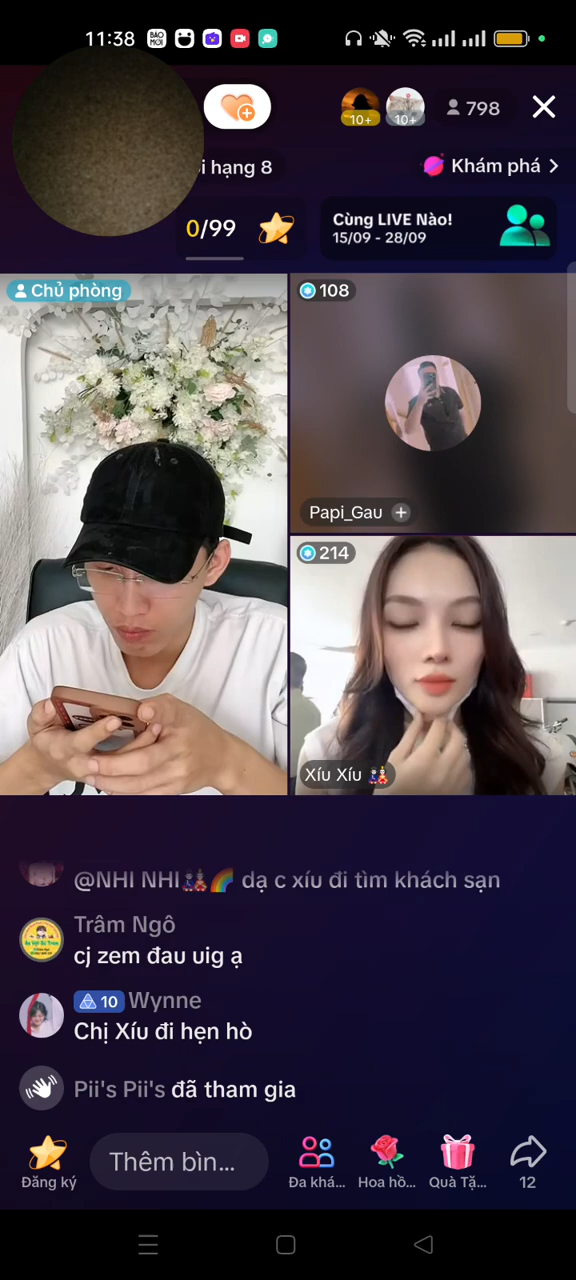 11:38
BÁO MỚI
10+
10+
798
hạng 8
Khám phá
0/99
Cùng LIVE Nào!
15/09 - 28/09
Chủ phòng
108
Papi_Gau
214
Xíu Xíu
@NHI NHI🎎🌈 dạ c xíu đi tìm khách sạn
Trâm Ngô
cj zem đau uig ạ
10 Wynne
Chị Xíu đi hẹn hò
Pii's Pii's đã tham gia
Thêm bìn...
Đăng ký
Đa khá...
Hoa hồ...
Quà Tặ...
12